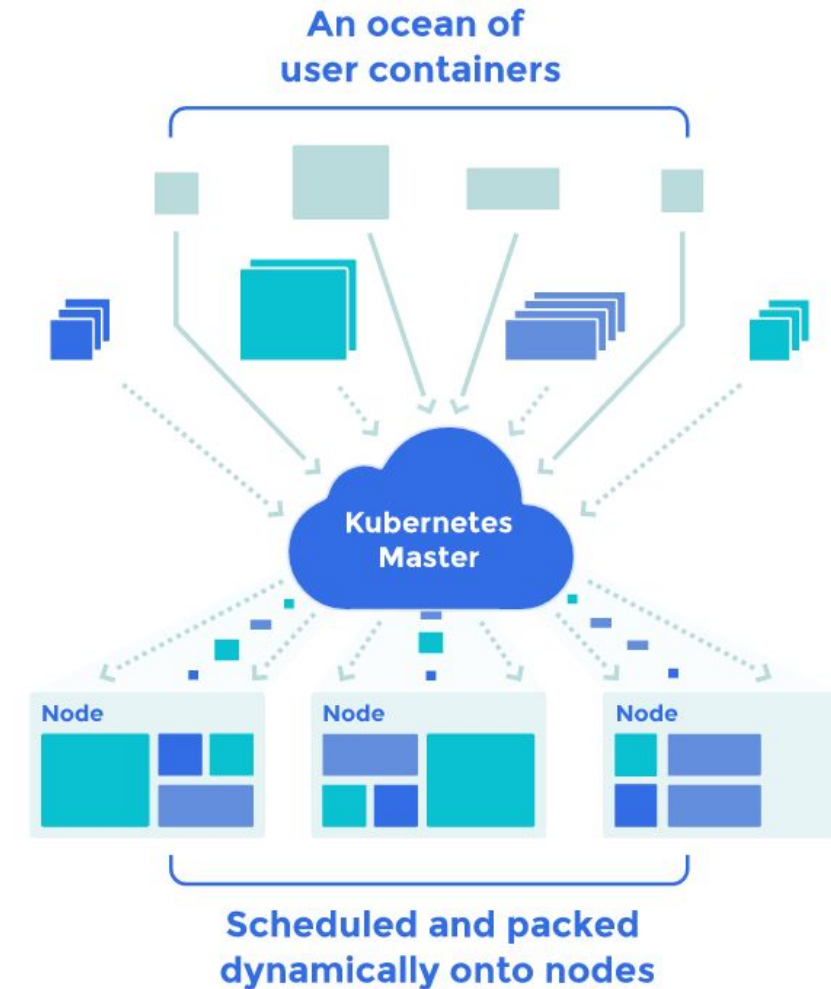 An ocean of
user containers
Kubernetes
Master
Node
Node
Node
Scheduled and packed
dynamically onto nodes